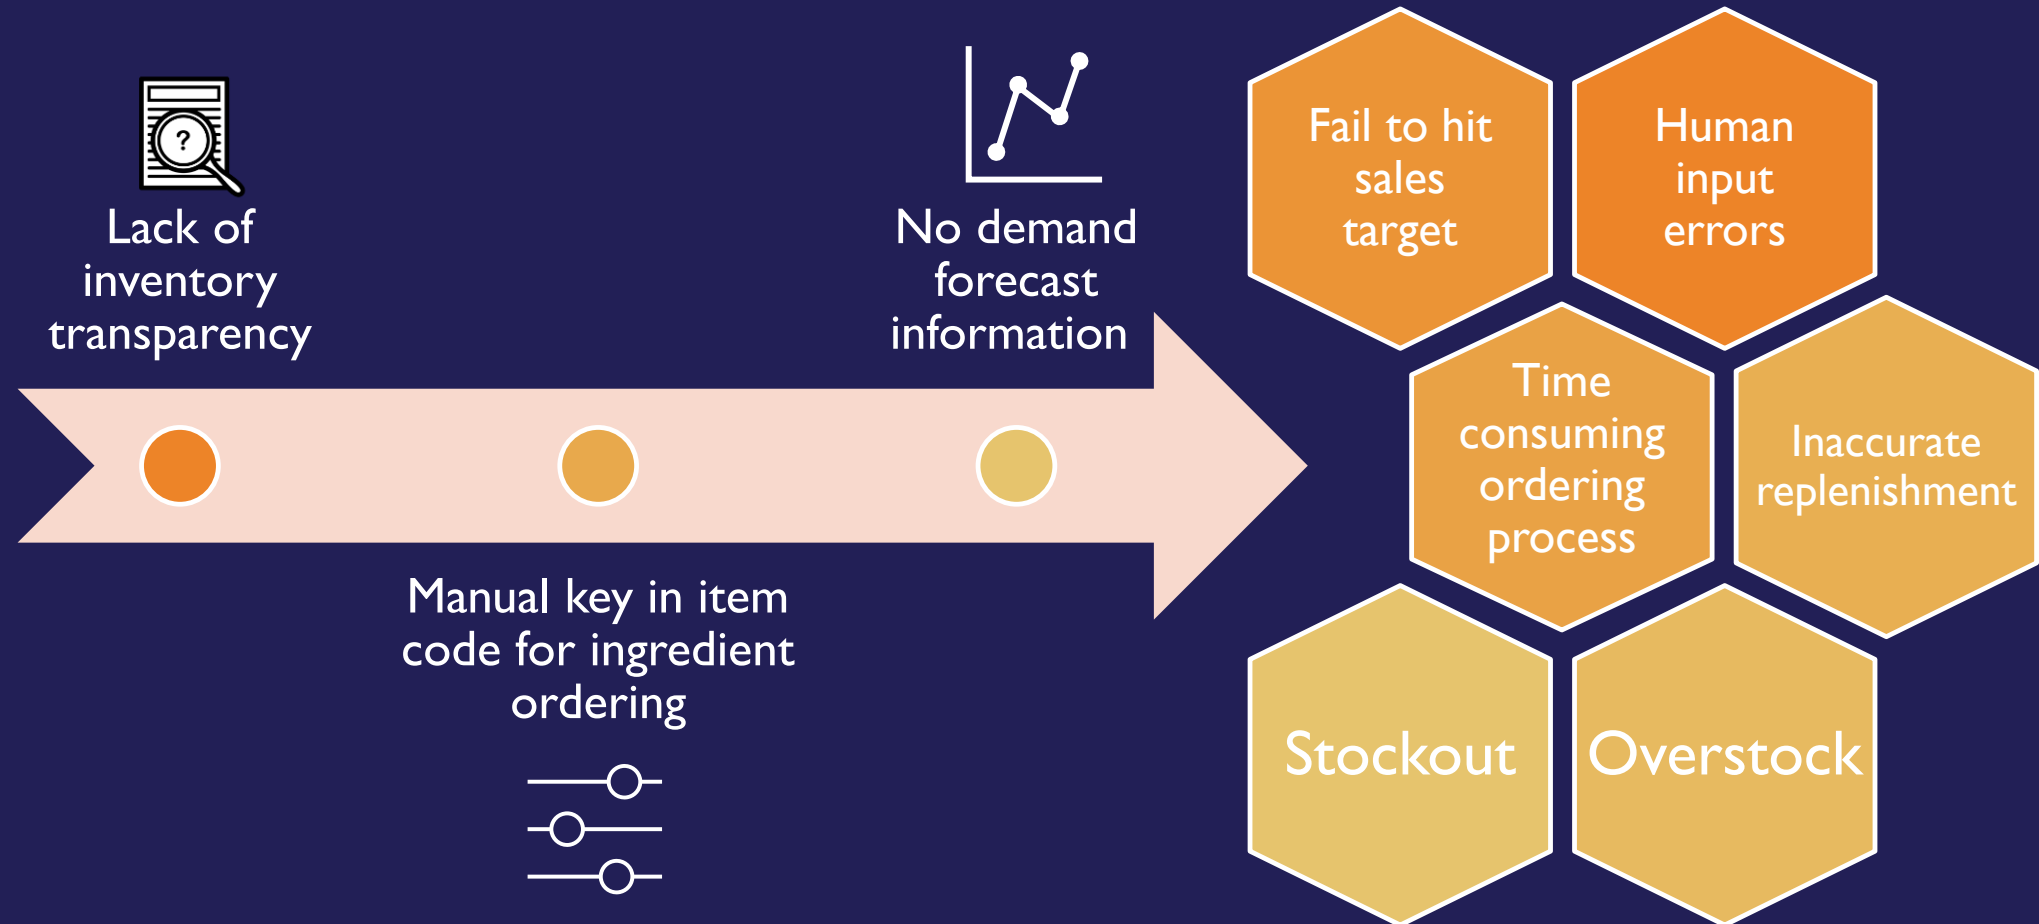 ?
Lack of
inventory
transparency
Manual key in item
code for ingredient
ordering
No demand
forecast
information
Fail to hit
sales
target
Human
input
errors
Time
consuming
ordering
process
Inaccurate
replenishment
Stockout
Overstock